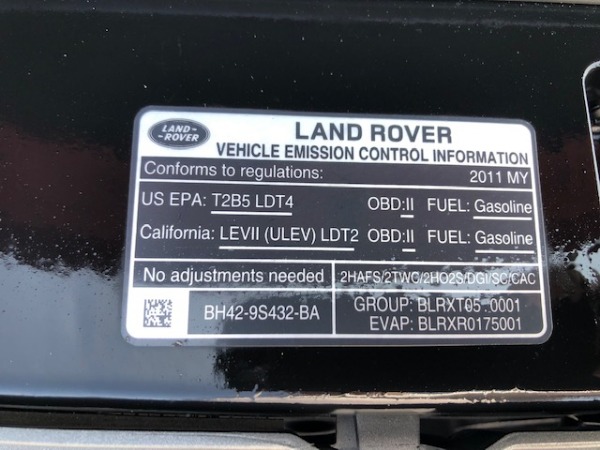 LAND-
-ROVER
LAND ROVER
VEHICLE EMISSION CONTROL INFORMATION
Conforms to regulations: 2011 MY
US EPA: T2B5 LDT4 OBD:II FUEL: Gasoline
California: LEVII (ULEV) LDT2 OBD:II FUEL: Gasoline
No adjustments needed 2HAFS/2TWC/2HO2S/DGI/SC/CAC
BH42-9S432-BA
GROUP: BLRXT05.0001
EVAP: BLRXR0175001